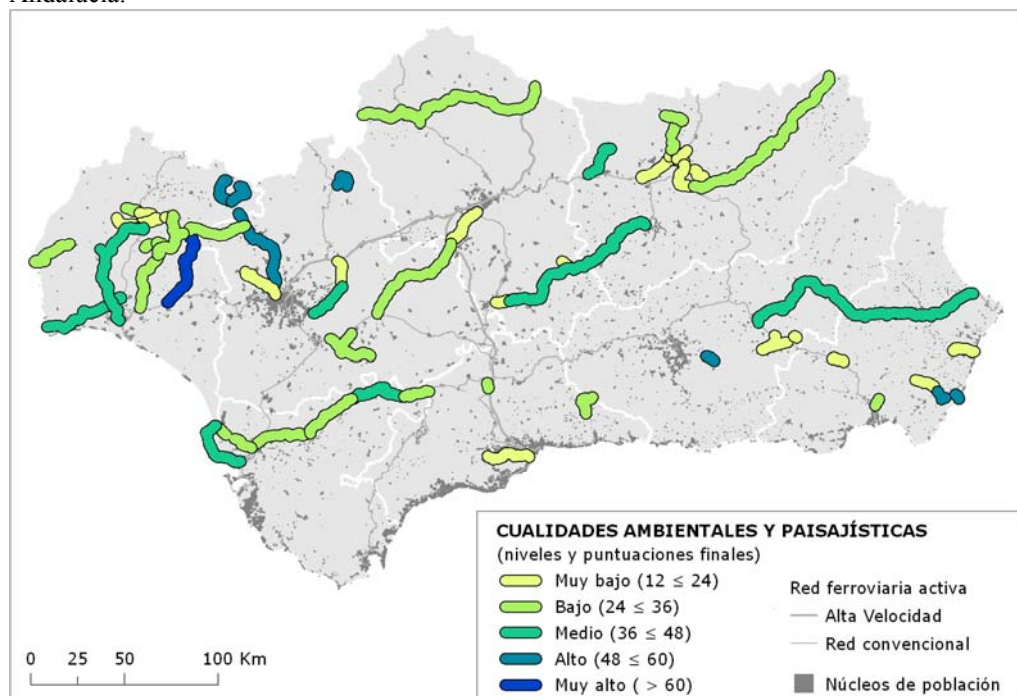 Andalucía.
CUALIDADES AMBIENTALES Y PAISAJÍSTICAS
(niveles y puntuaciones finales)
Muy bajo (12 ≤ 24)
Bajo (24 ≤ 36)
Medio (36 ≤ 48)
Alto (48 ≤ 60)
Muy alto ( > 60)
Red ferroviaria activa
Alta Velocidad
Red convencional
Núcleos de población
0 25 50 100 Km